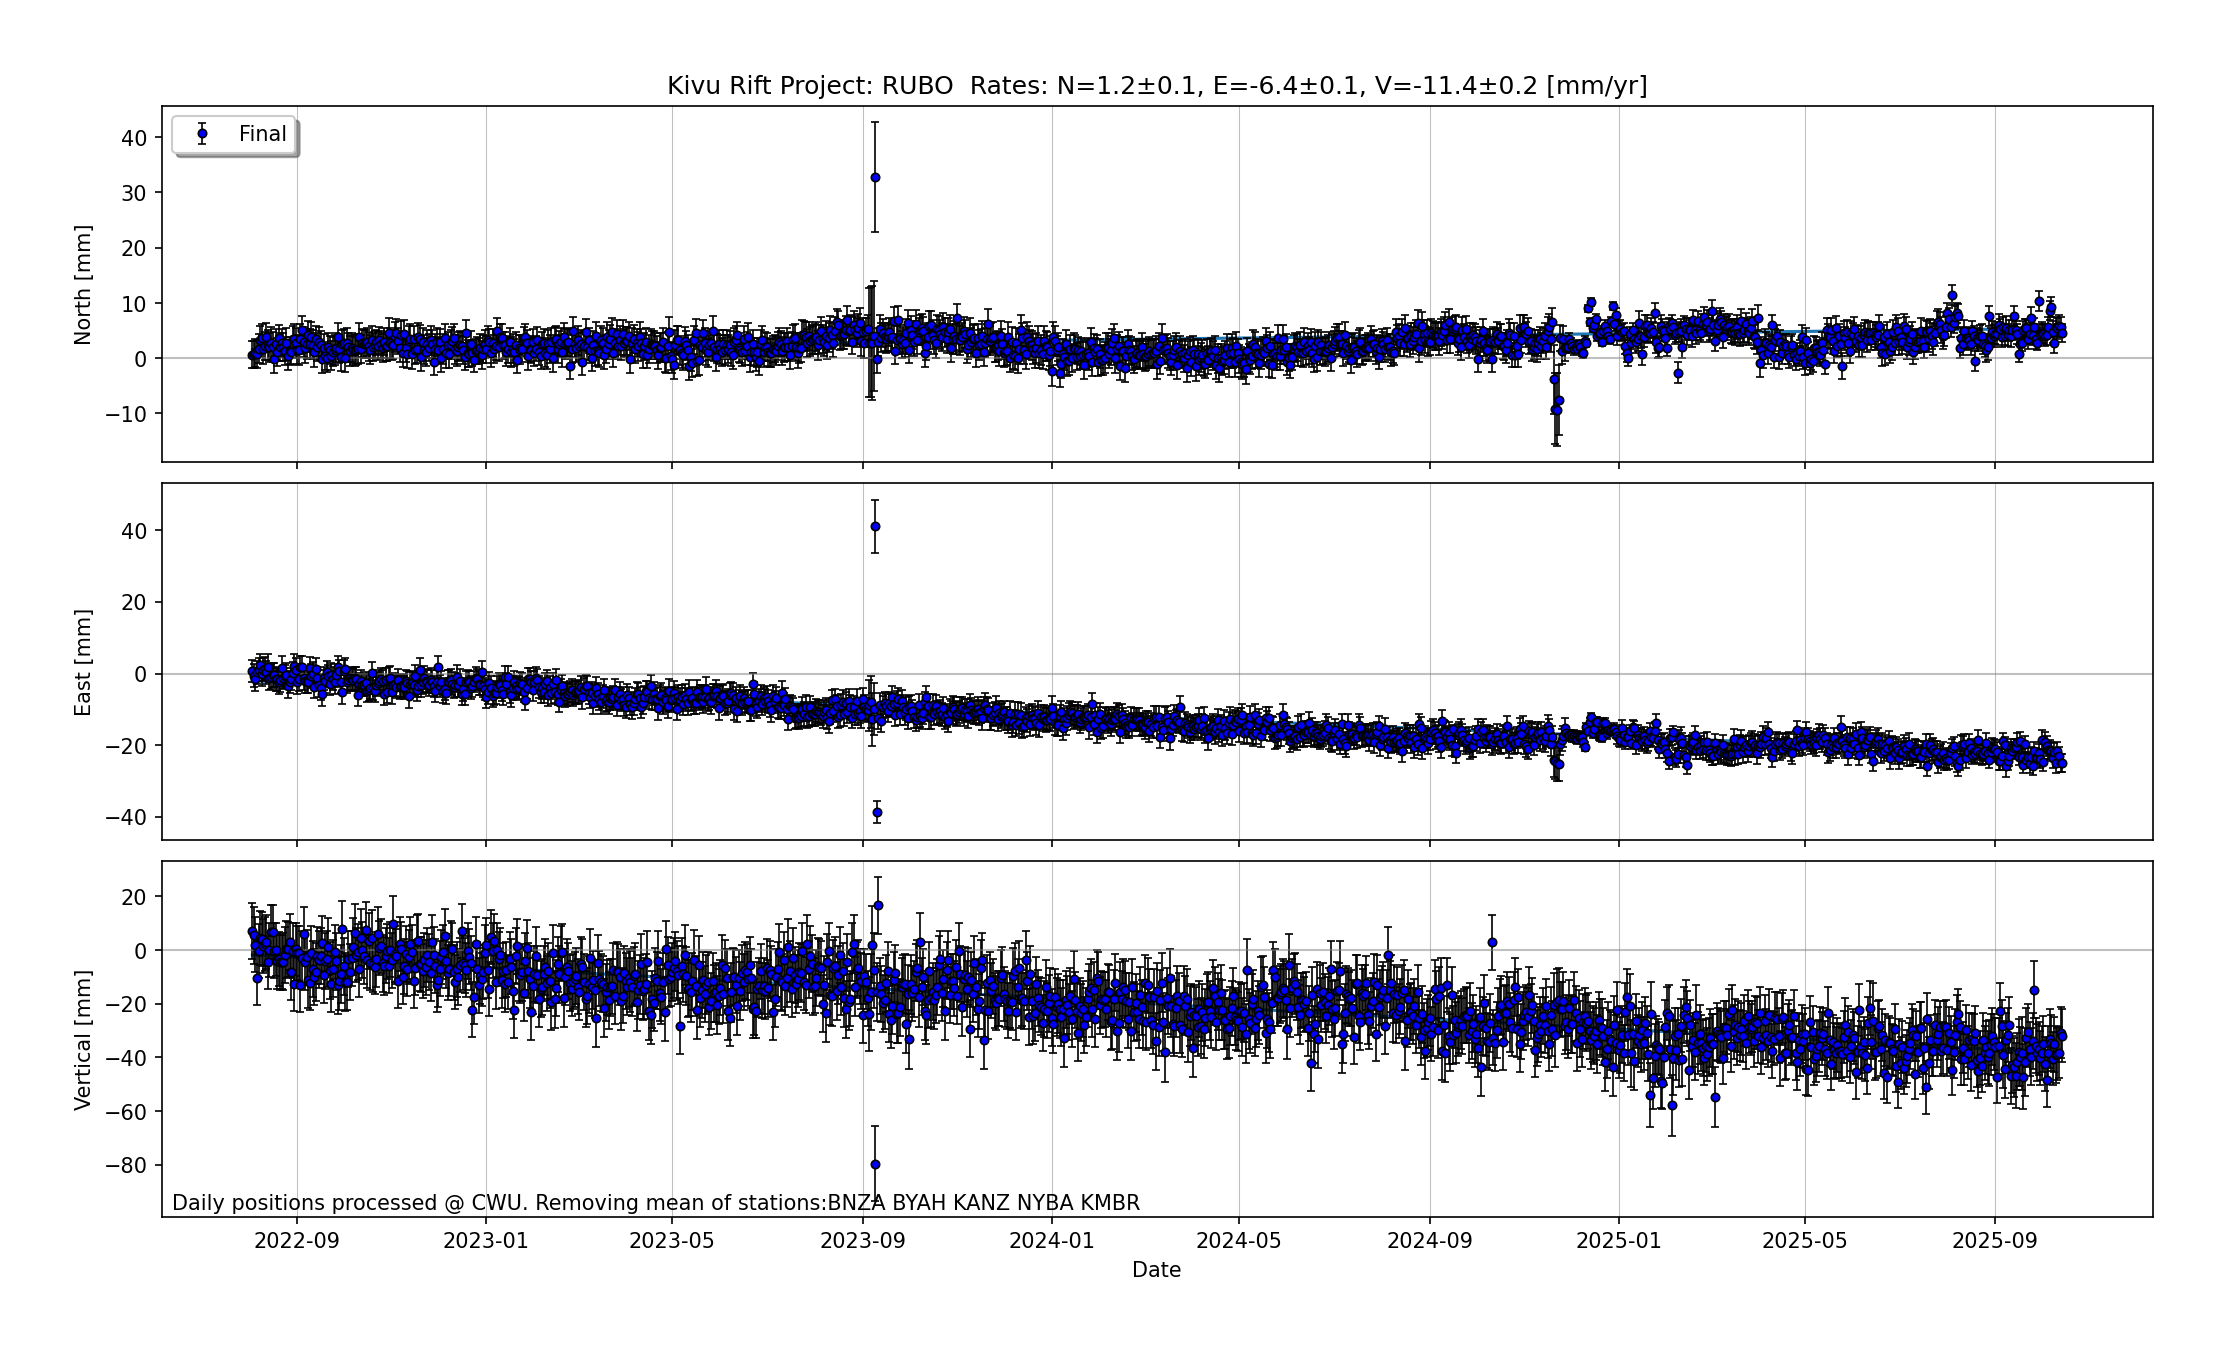 Kivu Rift Project: RUBO  Rates: N=1.2±0.1, E=-6.4±0.1, V=-11.4±0.2 [mm/yr]
Final
40
30
20
10
0
−10
North [mm]
40
20
0
−20
−40
East [mm]
20
0
−20
−40
−60
−80
Vertical [mm]
Daily positions processed @ CWU. Removing mean of stations:BNZA BYAH KANZ NYBA KMBR
2022-09 2023-01 2023-05 2023-09 2024-01 2024-05 2024-09 2025-01 2025-05 2025-09
Date